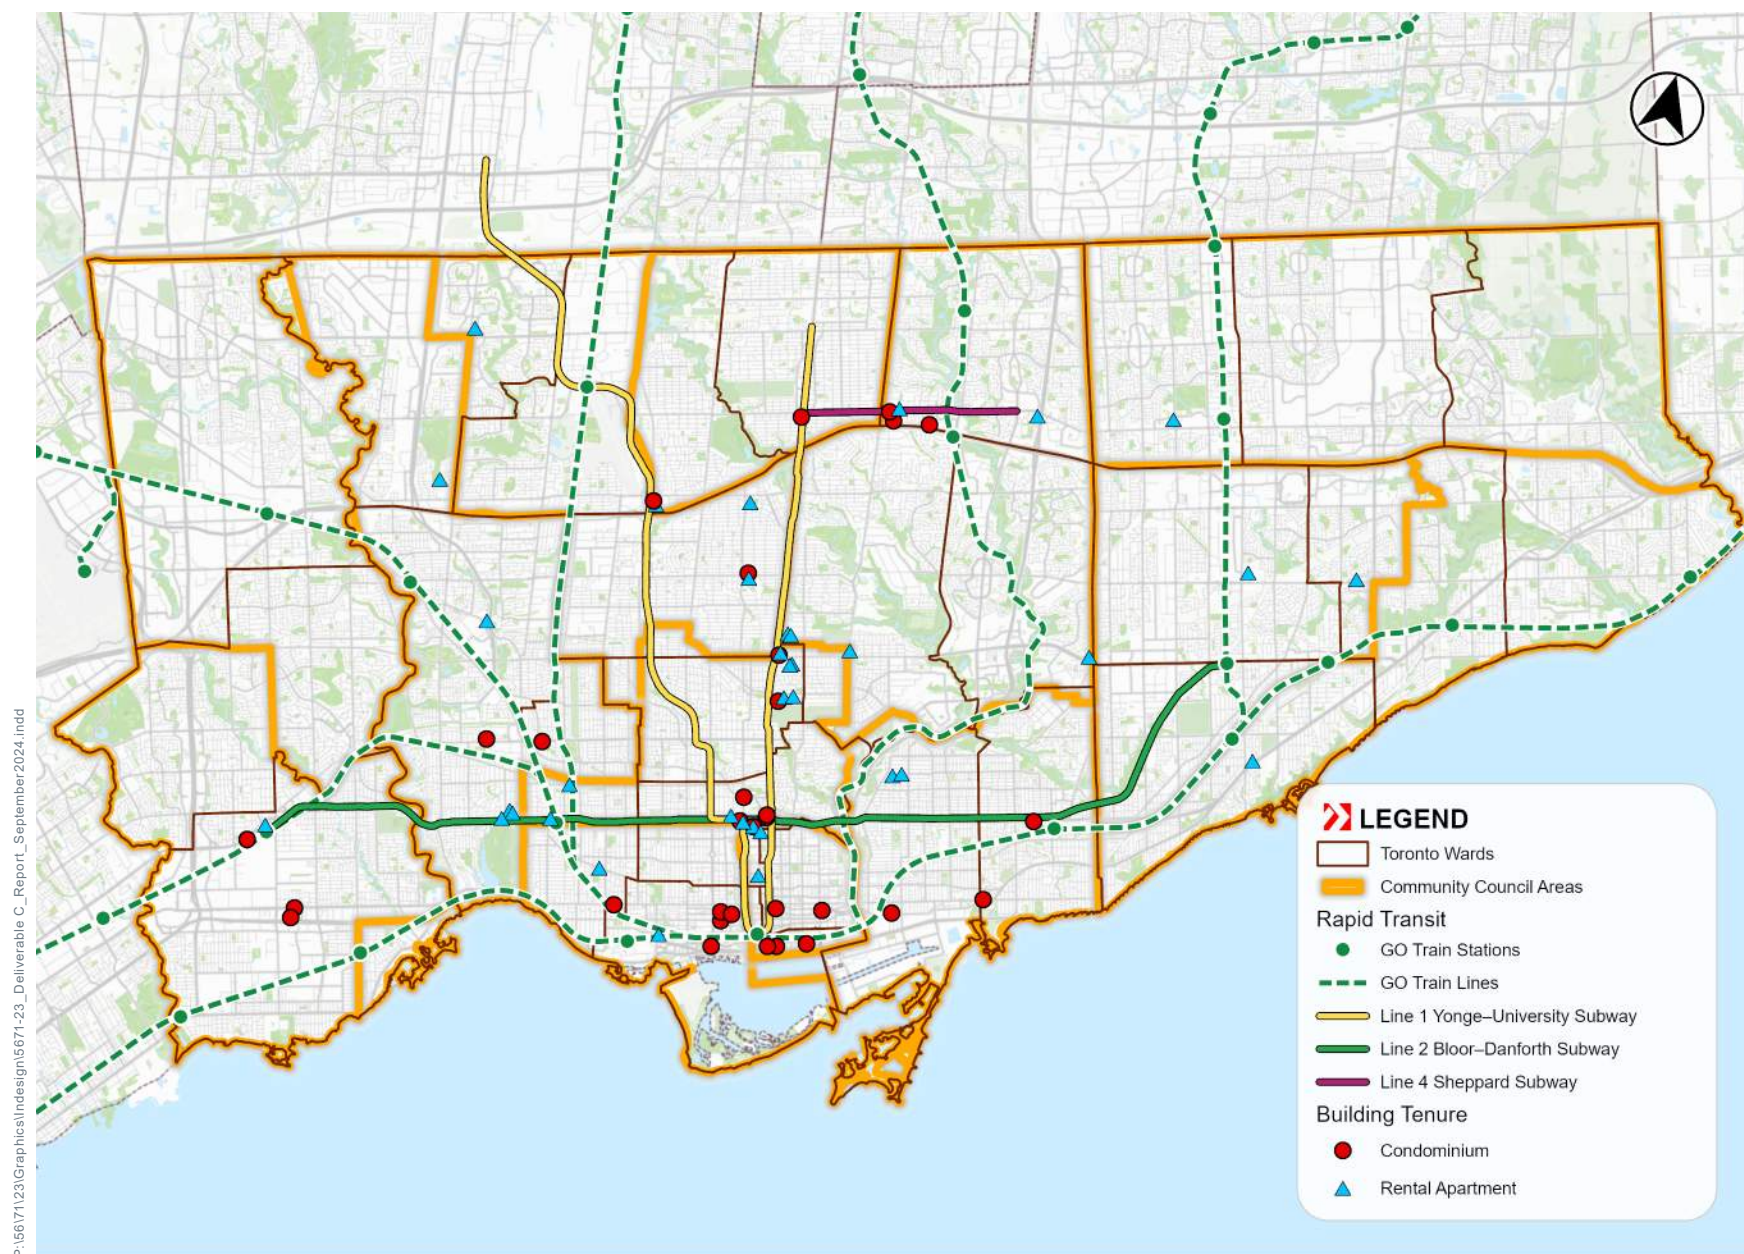 P:\56\71\23\Graphics\Indesign\5671-23_Deliverable C_Report_September2024.indd
LEGEND
Toronto Wards
Community Council Areas
Rapid Transit
GO Train Stations
GO Train Lines
Line 1 Yonge–University Subway
Line 2 Bloor–Danforth Subway
Line 4 Sheppard Subway
Building Tenure
Condominium
Rental Apartment